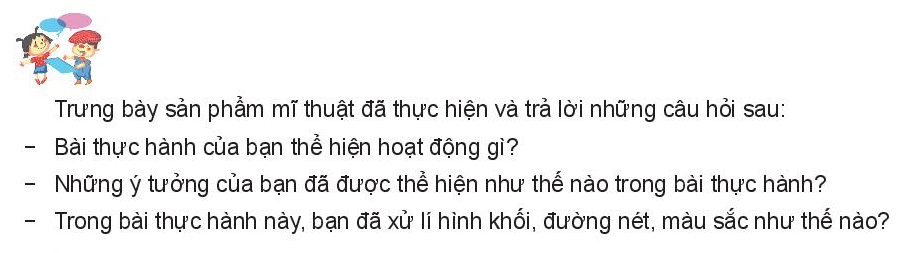 Trưng bày sản phẩm mĩ thuật đã thực hiện và trả lời những câu hỏi sau:
– Bài thực hành của bạn thể hiện hoạt động gì?
– Những ý tưởng của bạn đã được thể hiện như thế nào trong bài thực hành?
– Trong bài thực hành này, bạn đã xử lí hình khối, đường nét, màu sắc như thế nào?